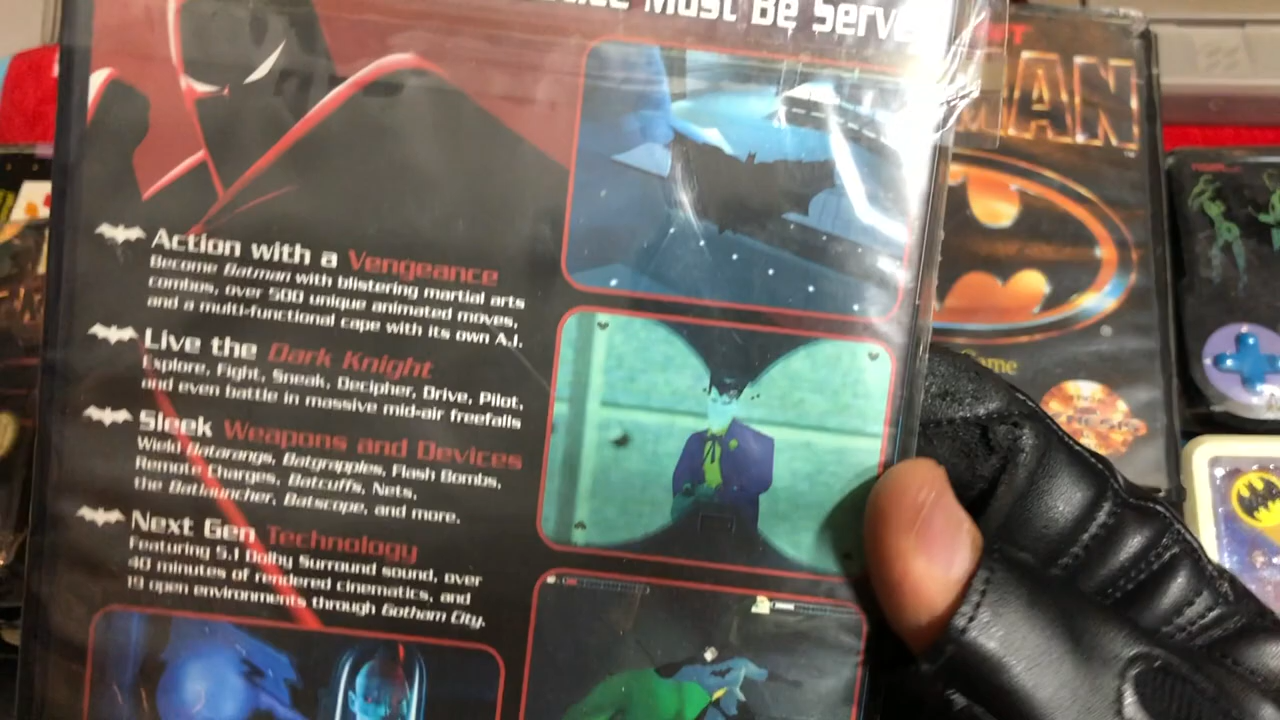 Must Be
Action with a Vengeance
Become Batman with blistering martial arts
combos, over 500 unique animated moves,
and a multi-functional cape with its own A.I.
Live the Dark Knight
Explore, Fight, Sneak, Decipher, Drive, Pilot,
and even battle in massive mid-air freefalls
Sleek Weapons and Devices
Wield Batarangs, Batgrapples, Flash Bombs,
Remote Charges, Batcuffs, Nets,
the Batlauncher, Batscope, and more.
Next Gen Technology
Featuring 5.1 Dolby Surround sound, over
40 minutes of rendered cinematics, and
19 open environments through Gotham City.
MAN